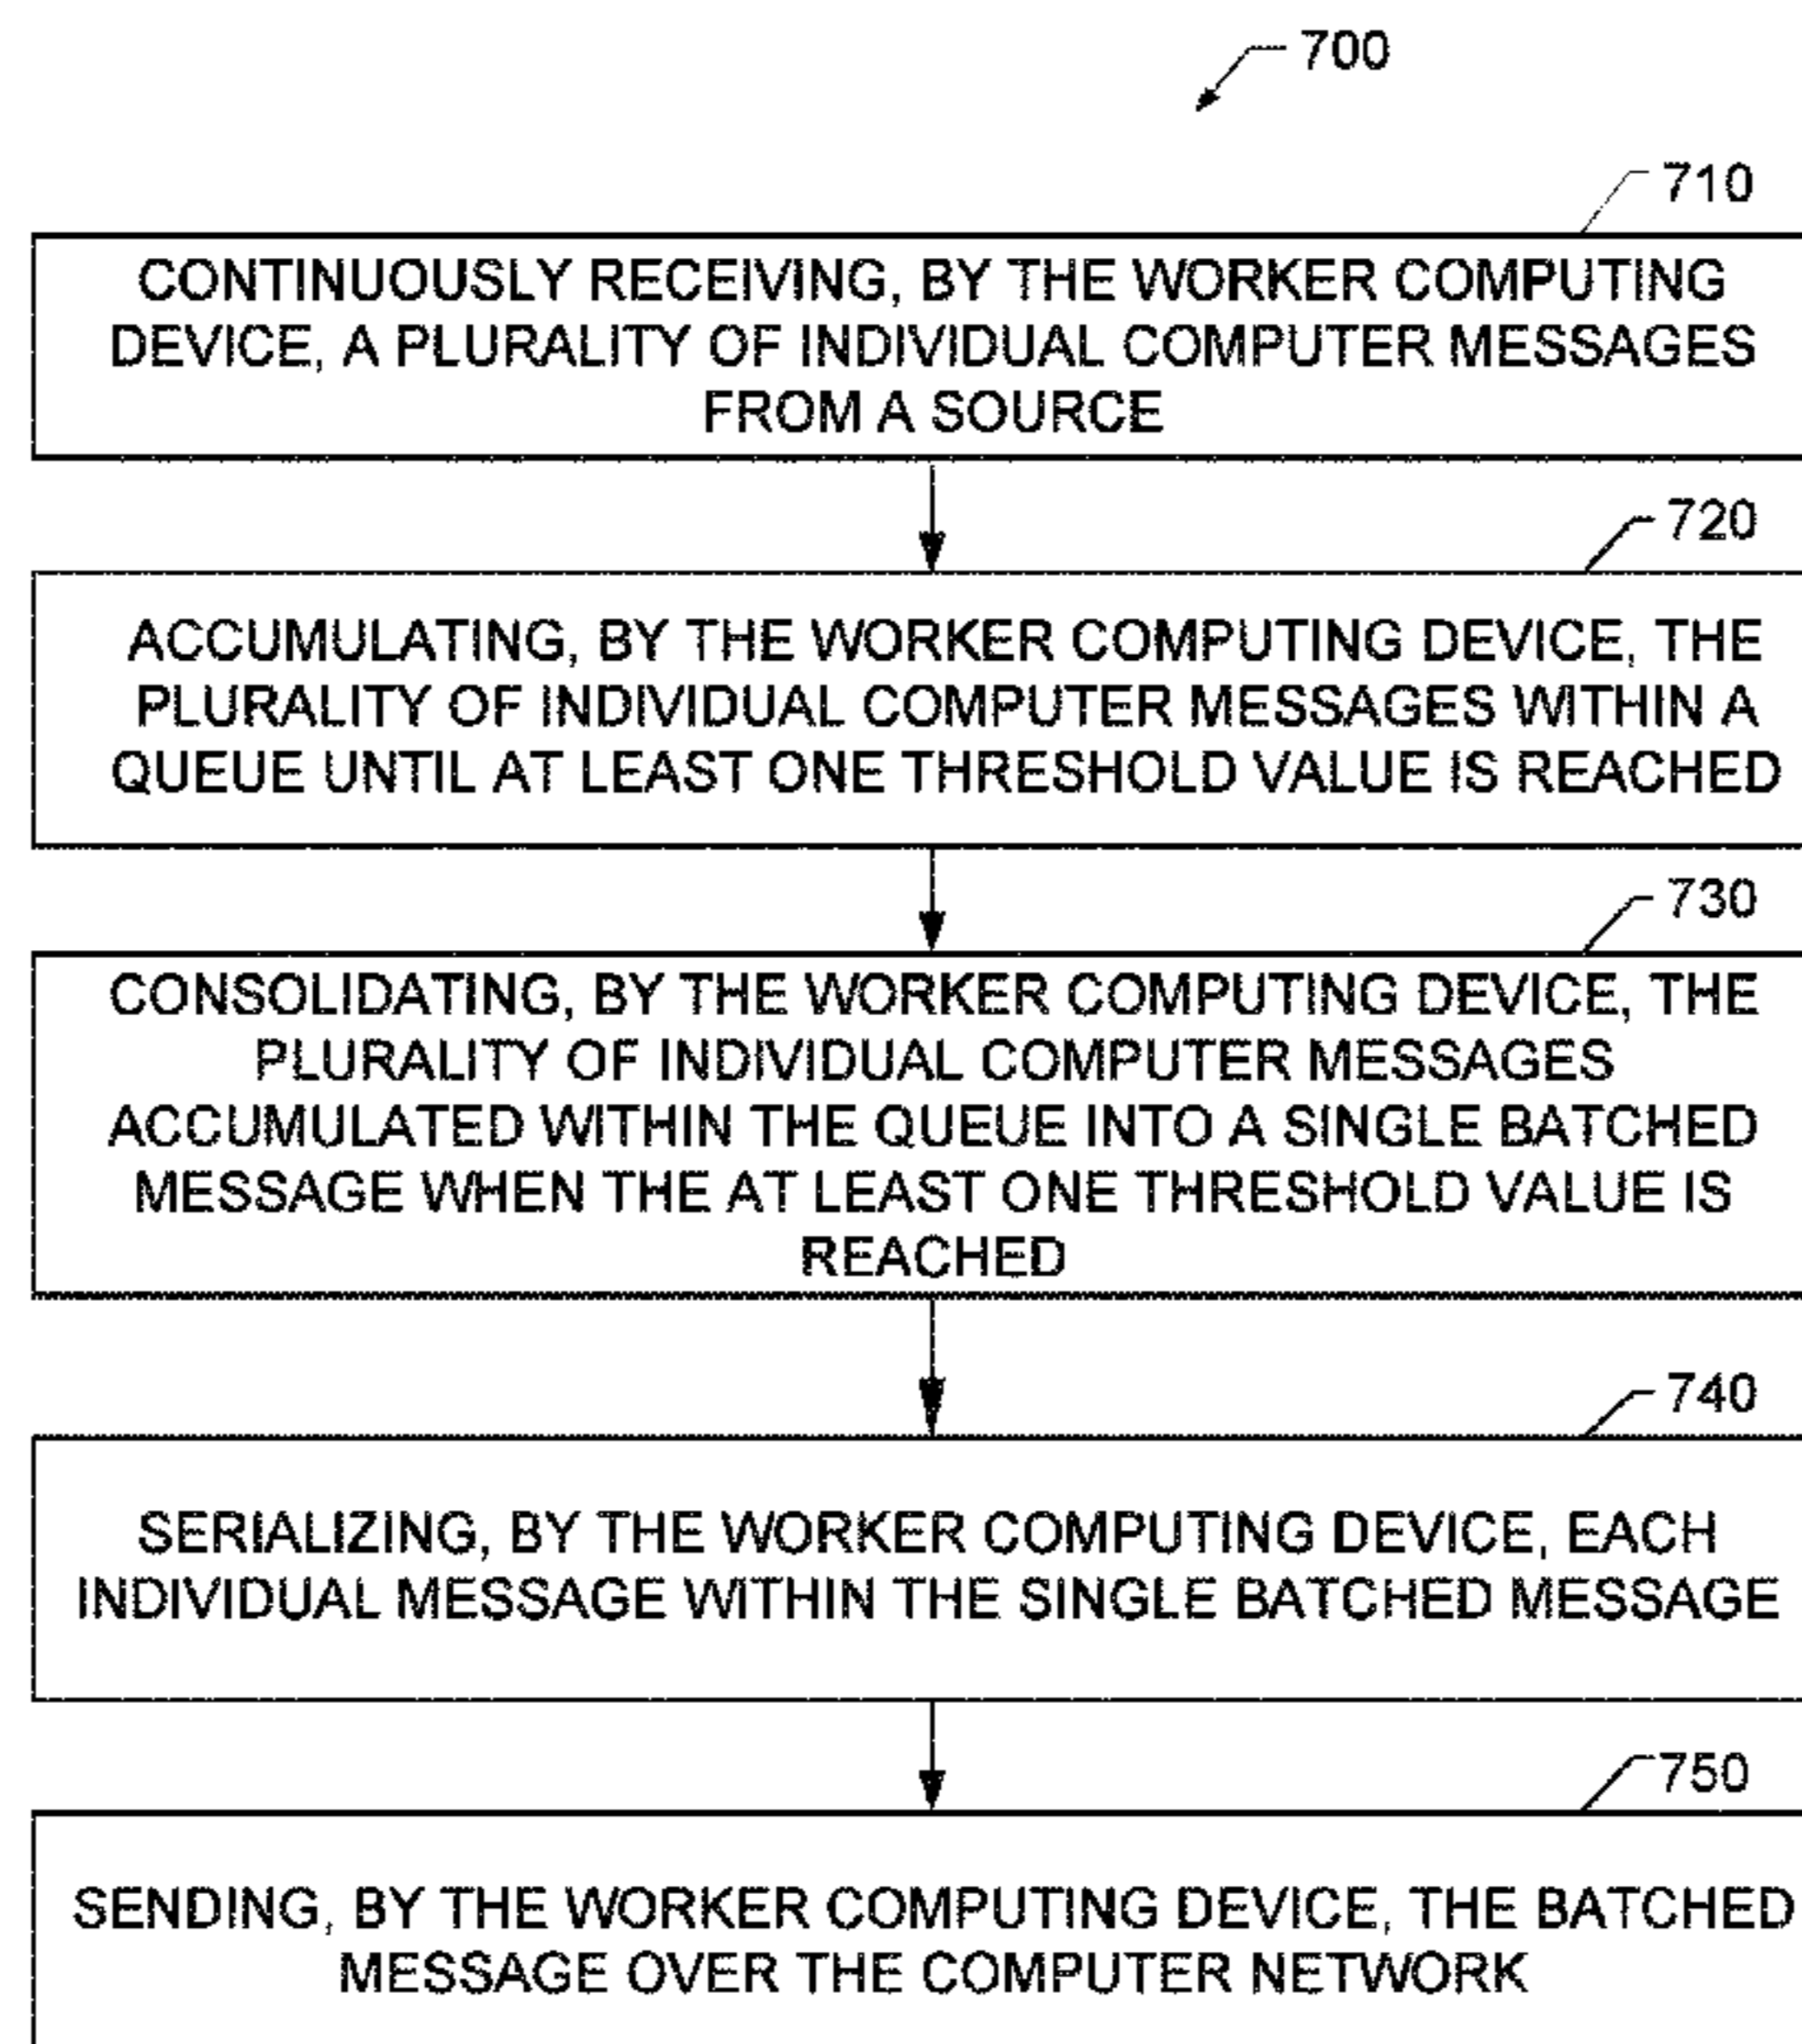 700
710
CONTINUOUSLY RECEIVING, BY THE WORKER COMPUTING
DEVICE, A PLURALITY OF INDIVIDUAL COMPUTER MESSAGES
FROM A SOURCE
720
ACCUMULATING, BY THE WORKER COMPUTING DEVICE, THE
PLURALITY OF INDIVIDUAL COMPUTER MESSAGES WITHIN A
QUEUE UNTIL AT LEAST ONE THRESHOLD VALUE IS REACHED
730
CONSOLIDATING, BY THE WORKER COMPUTING DEVICE, THE
PLURALITY OF INDIVIDUAL COMPUTER MESSAGES
ACCUMULATED WITHIN THE QUEUE INTO A SINGLE BATCHED
MESSAGE WHEN THE AT LEAST ONE THRESHOLD VALUE IS
REACHED
740
SERIALIZING, BY THE WORKER COMPUTING DEVICE, EACH
INDIVIDUAL MESSAGE WITHIN THE SINGLE BATCHED MESSAGE
750
SENDING, BY THE WORKER COMPUTING DEVICE, THE BATCHED
MESSAGE OVER THE COMPUTER NETWORK